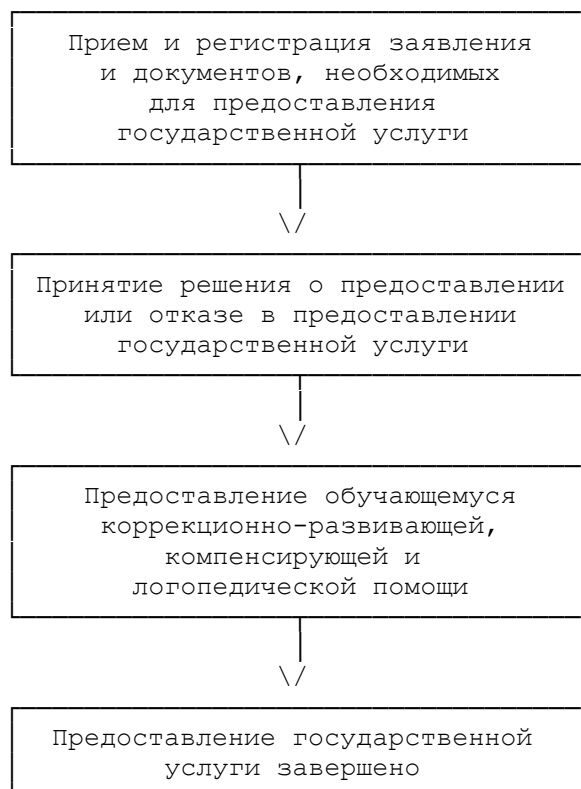 Прием и регистрация заявления
и документов, необходимых
для предоставления
государственной услуги
\/
Принятие решения о предоставлении
или отказе в предоставлении
государственной услуги
\/
Предоставление обучающемуся
коррекционно-развивающей,
компенсирующей и
логопедической помощи
\/
Предоставление государственной
услуги завершено